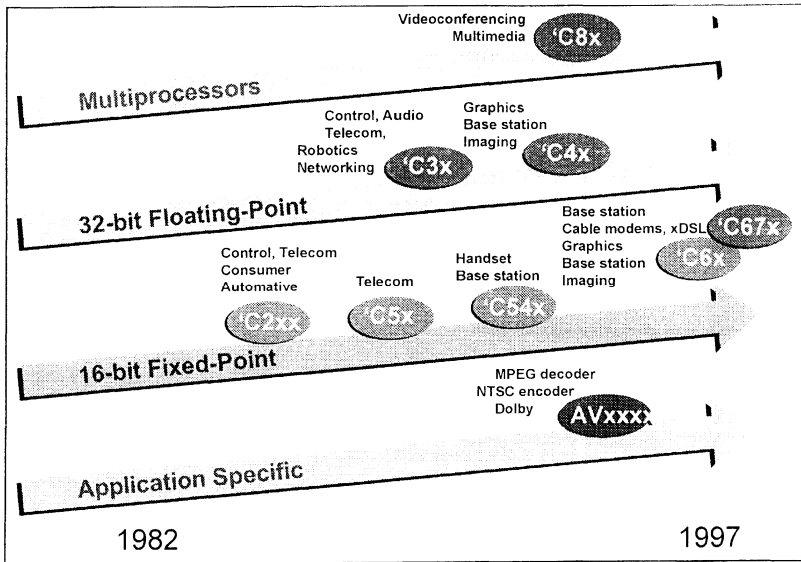 Videoconferencing
Multimedia
'C8x
Multiprocessors
Control, Audio
Telecom,
Robotics
Networking
'C3x
Graphics
Base station
Imaging
'C4x
32-bit Floating-Point
Control, Telecom
Consumer
Automative
'C2xx
Telecom
'C5x
Handset
Base station
'C54x
Base station
Cable modems, xDSL
Graphics
Base station
Imaging
'C67x
'C6x
16-bit Fixed-Point
MPEG decoder
NTSC encoder
Dolby
AVxxxx
Application Specific
1982
1997